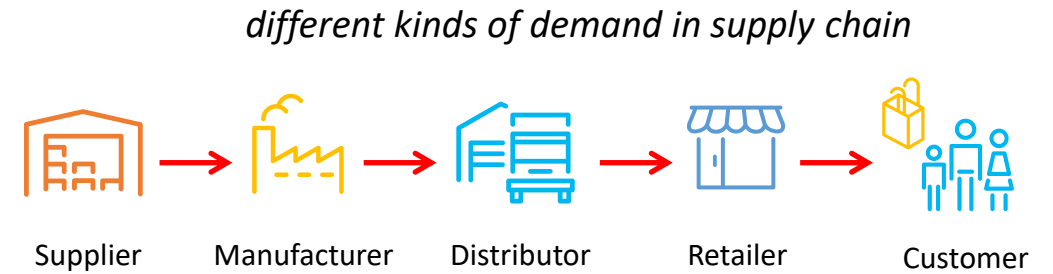 different kinds of demand in supply chain
Supplier
Manufacturer
Distributor
Retailer
Customer